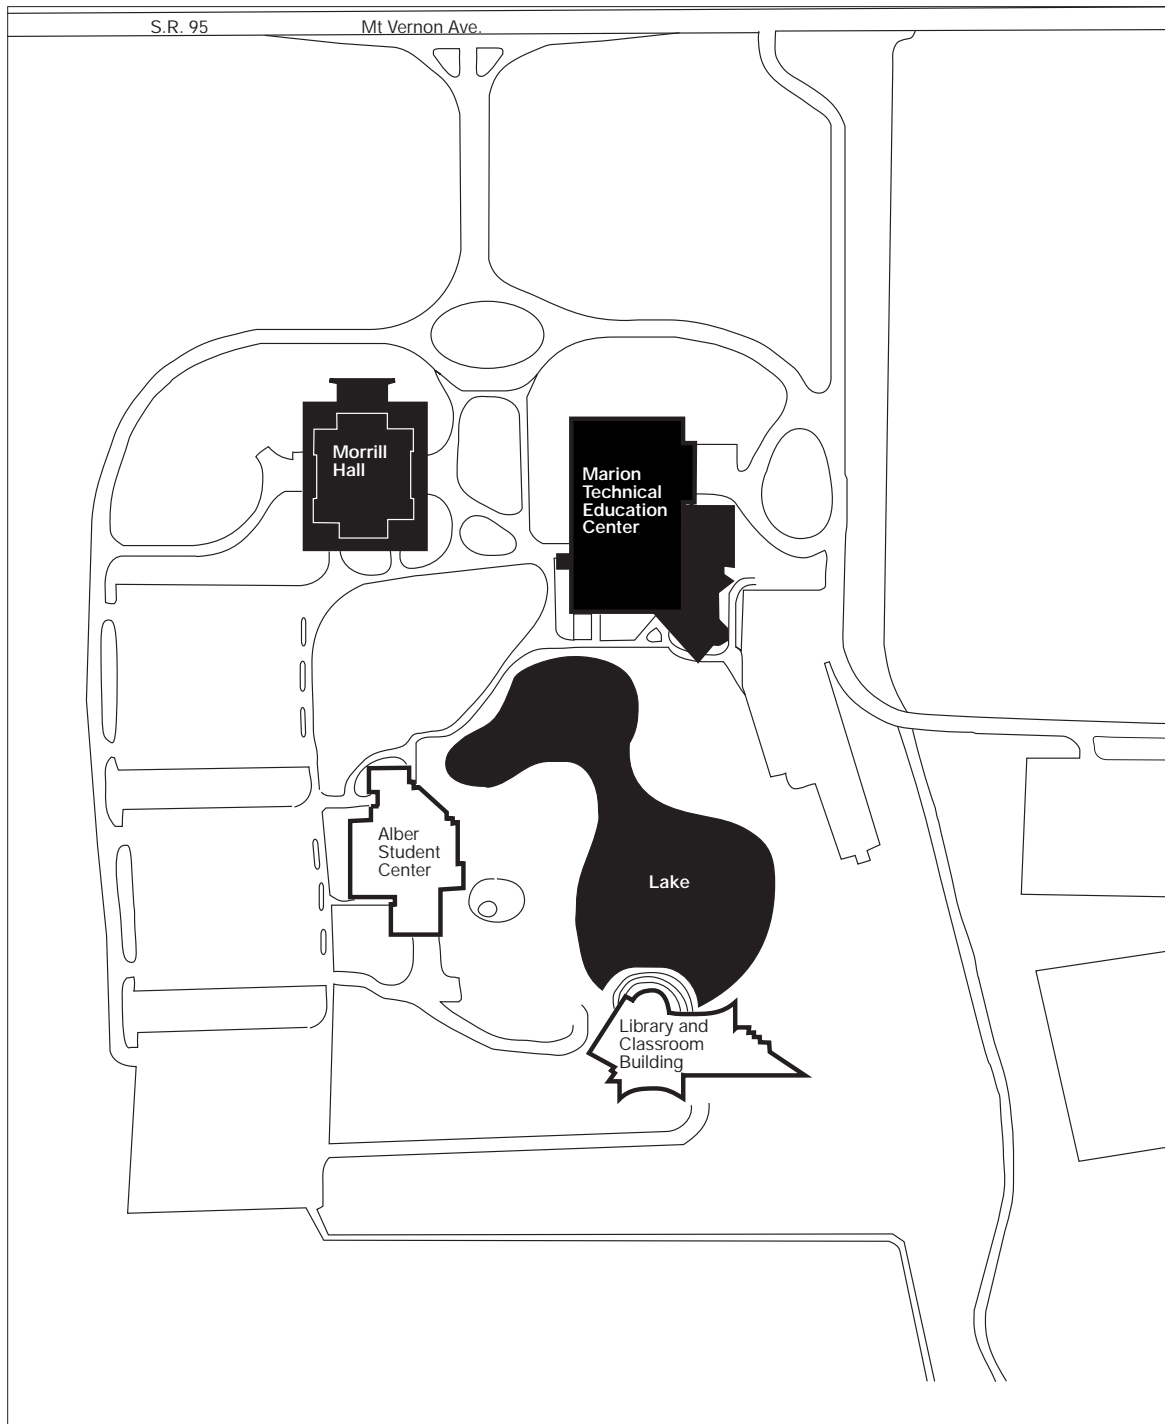 S.R. 95
Mt Vernon Ave.
Morrill
Hall
Marion
Technical
Education
Center
Alber
Student
Center
Lake
Library and
Classroom
Building